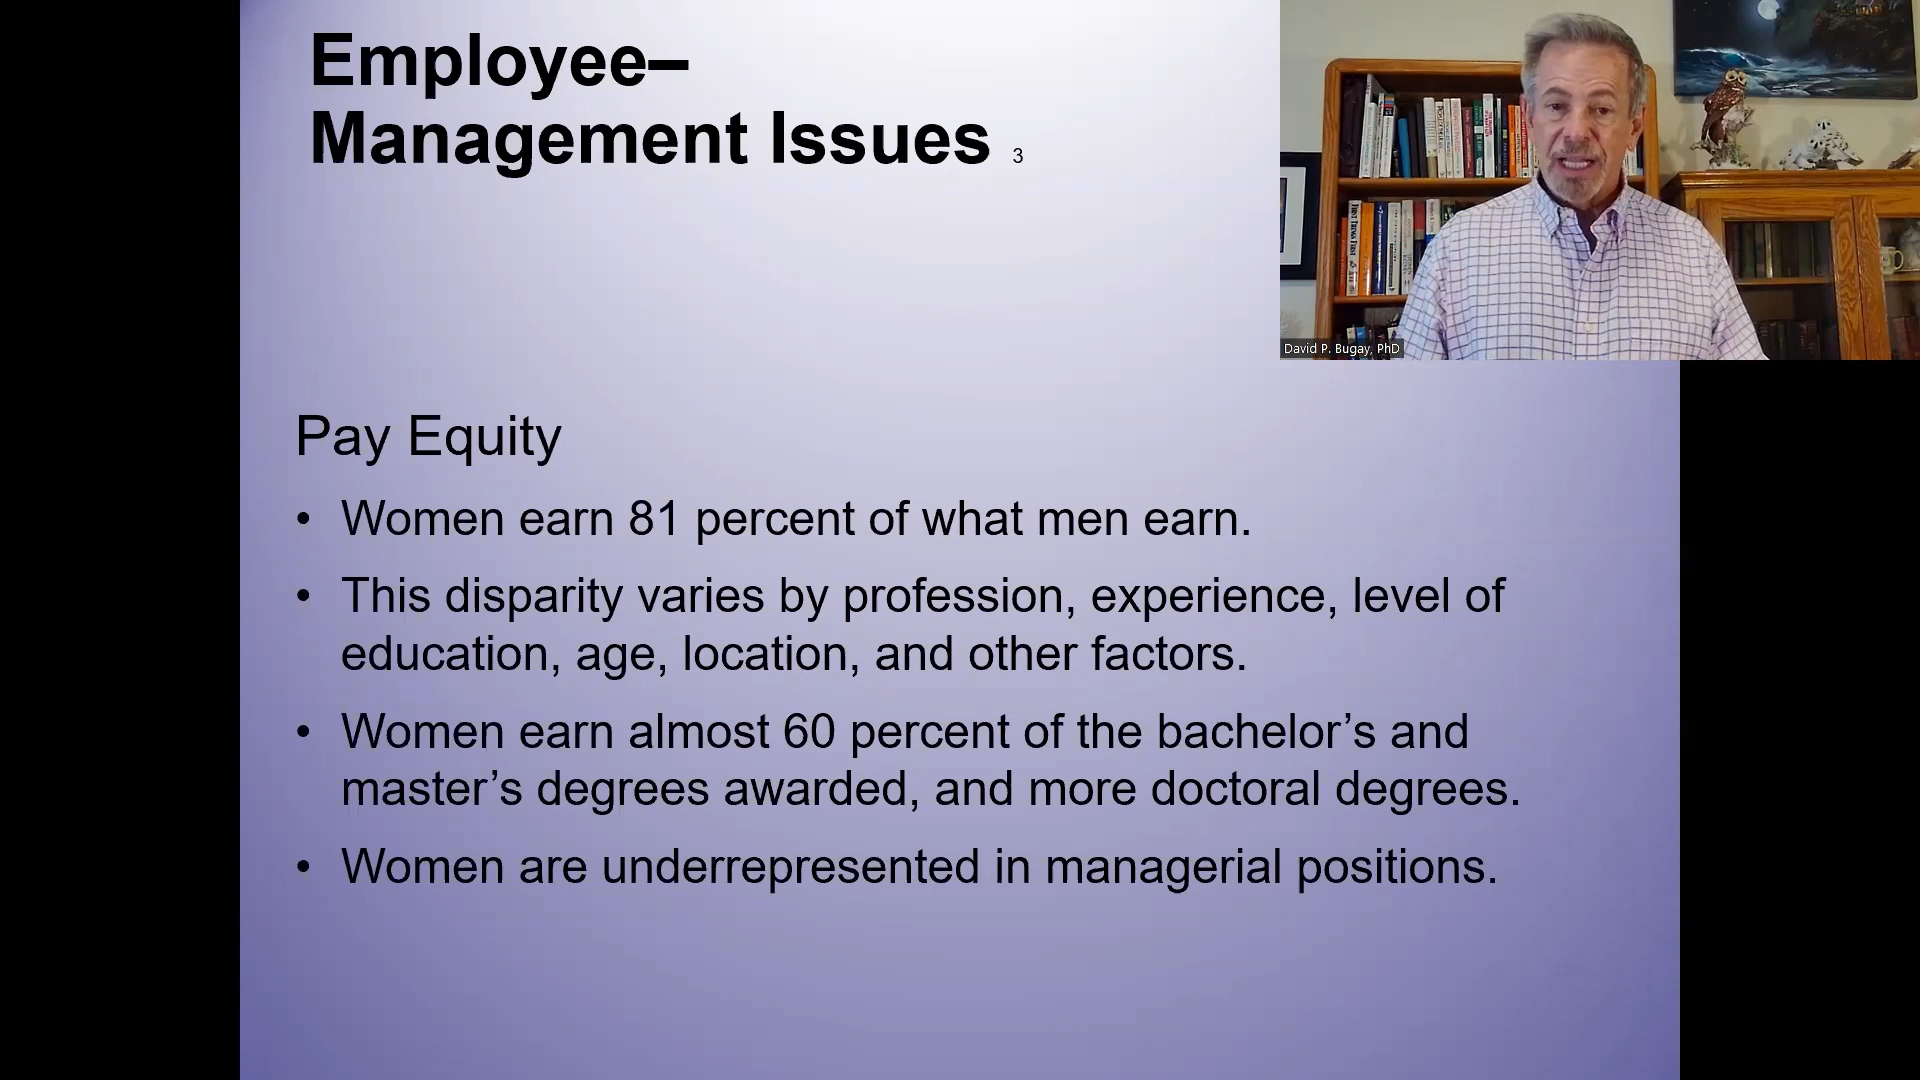 Employee–
Management Issues 3
David P. Bugay, PhD
Pay Equity
• Women earn 81 percent of what men earn.
• This disparity varies by profession, experience, level of
education, age, location, and other factors.
• Women earn almost 60 percent of the bachelor’s and
master’s degrees awarded, and more doctoral degrees.
• Women are underrepresented in managerial positions.